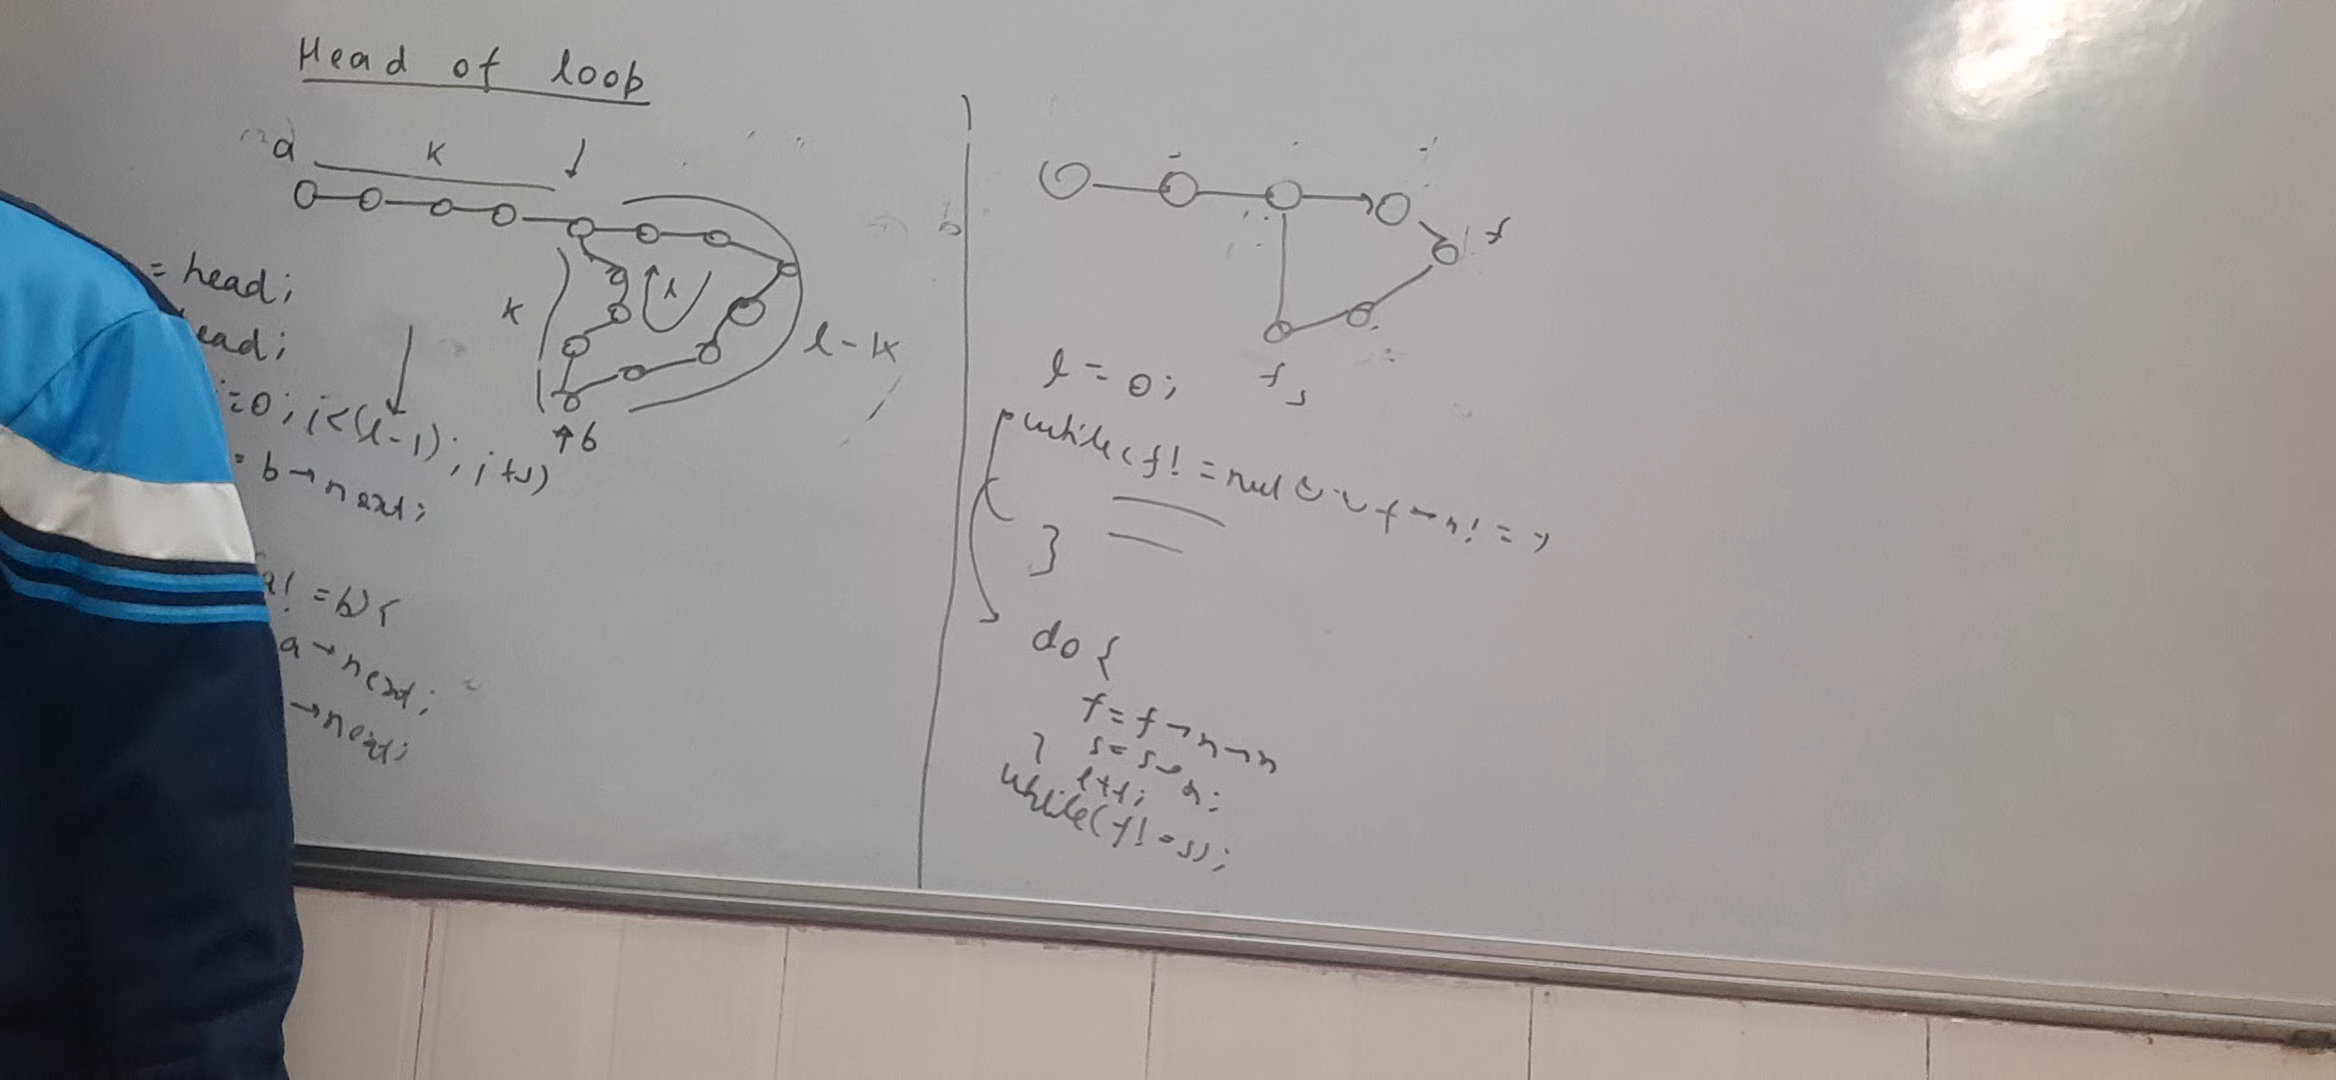 Head of loop
a K
K l
l-K
↑b
= head;
ead;
i=0; i<(l-1); i++)
= b→next;
a! =b){
a→next;
→next;
f
f s
l = 0;
while(f! = null && f→n! = )
}
do {
f = f→n→n
s = s→n;
l++;
}
while(f! = s);